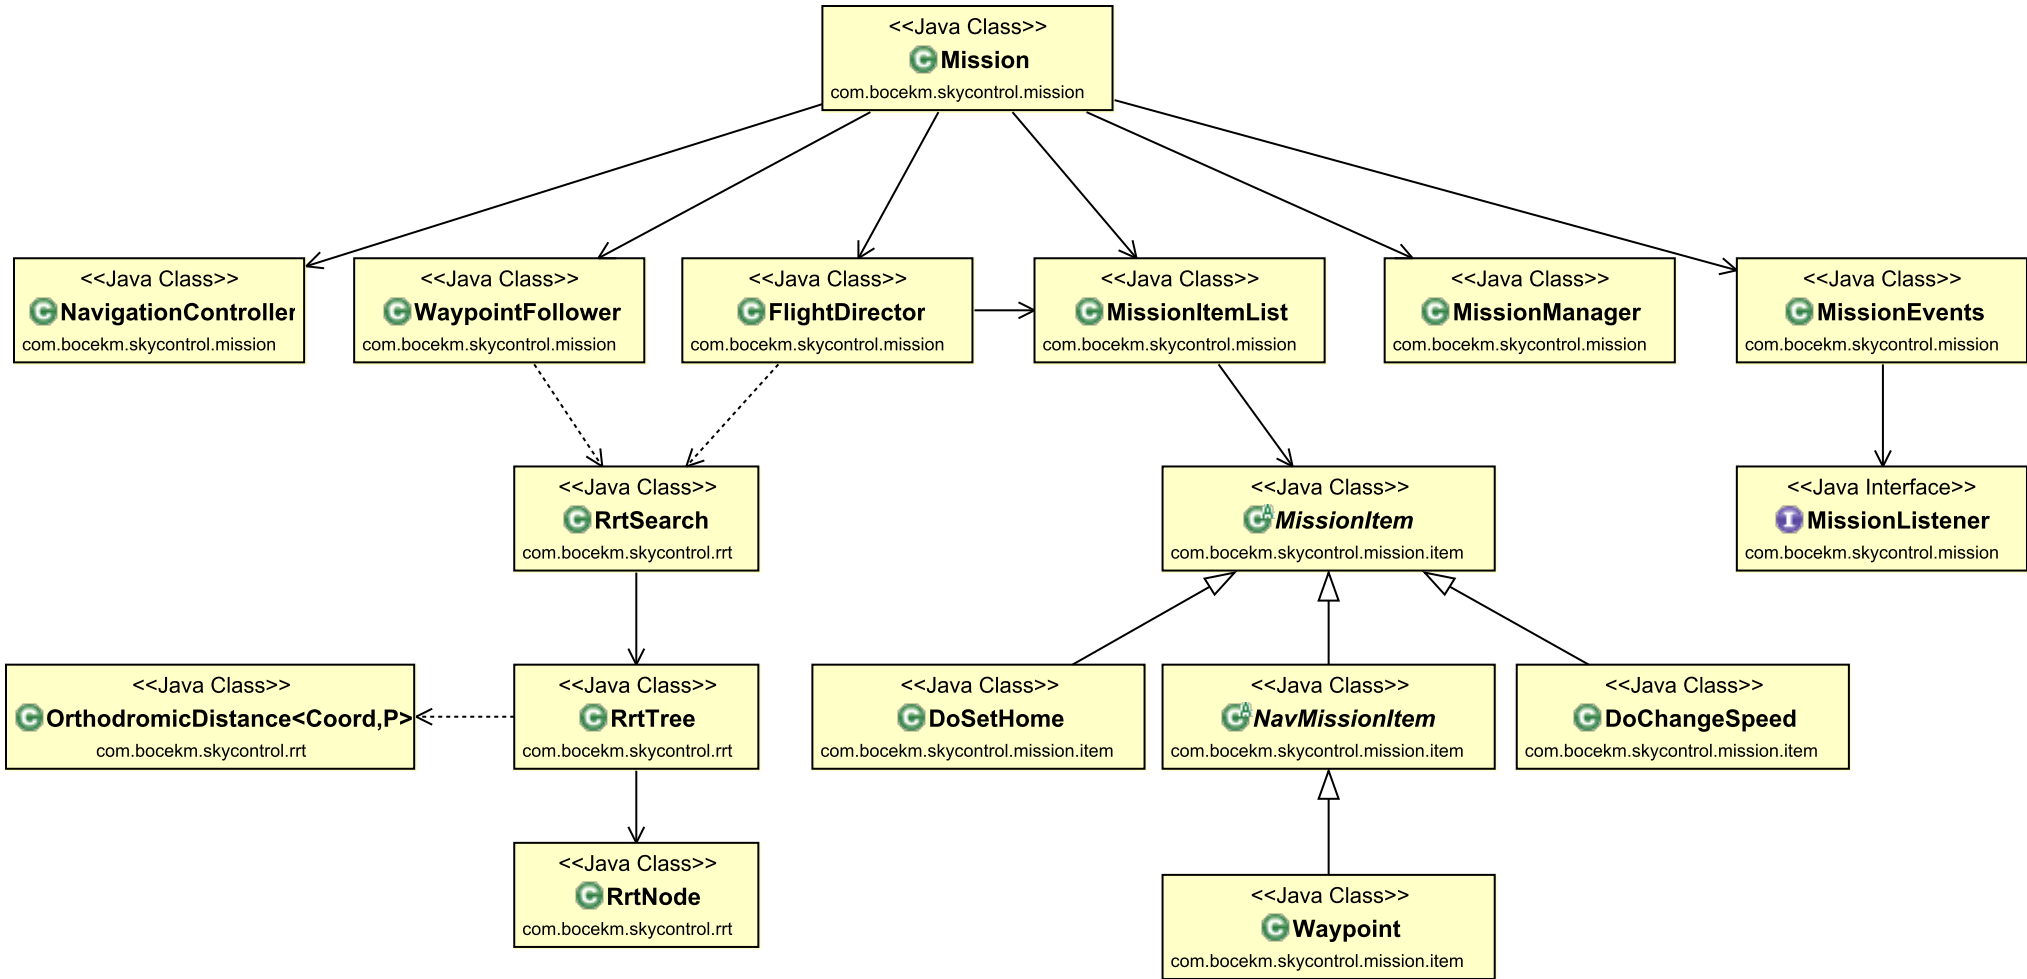 <<Java Class>>
Mission
com.bocekm.skycontrol.mission
<<Java Class>>
NavigationController
com.bocekm.skycontrol.mission
<<Java Class>>
WaypointFollower
com.bocekm.skycontrol.mission
<<Java Class>>
FlightDirector
com.bocekm.skycontrol.mission
<<Java Class>>
MissionItemList
com.bocekm.skycontrol.mission
<<Java Class>>
MissionManager
com.bocekm.skycontrol.mission
<<Java Class>>
MissionEvents
com.bocekm.skycontrol.mission
<<Java Class>>
RrtSearch
com.bocekm.skycontrol.rrt
<<Java Class>>
MissionItem
com.bocekm.skycontrol.mission.item
<<Java Interface>>
MissionListener
com.bocekm.skycontrol.mission
<<Java Class>>
OrthodromicDistance<Coord,P>
com.bocekm.skycontrol.rrt
<<Java Class>>
RrtTree
com.bocekm.skycontrol.rrt
<<Java Class>>
DoSetHome
com.bocekm.skycontrol.mission.item
<<Java Class>>
NavMissionItem
com.bocekm.skycontrol.mission.item
<<Java Class>>
DoChangeSpeed
com.bocekm.skycontrol.mission.item
<<Java Class>>
RrtNode
com.bocekm.skycontrol.rrt
<<Java Class>>
Waypoint
com.bocekm.skycontrol.mission.item